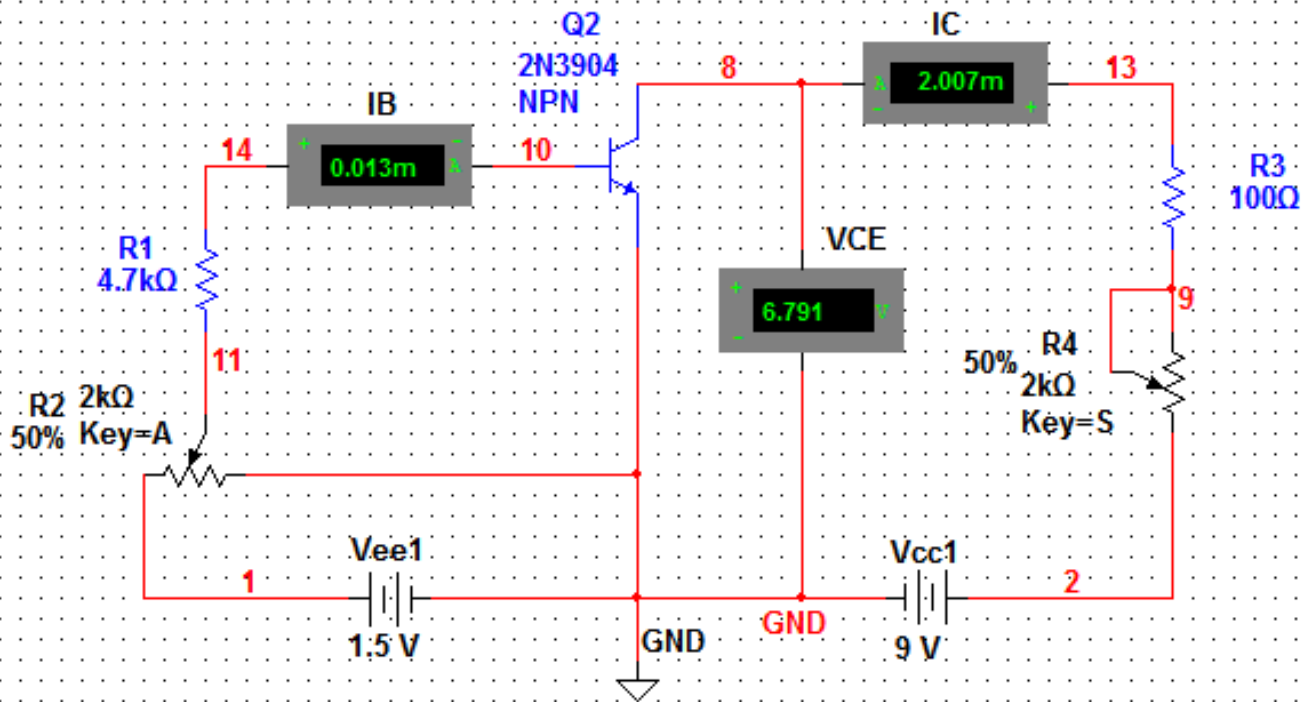 Q2
2N3904
NPN
8
IC
A
2.007m
-
+
13
IB
14
+
0.013m
-
A
10
R3
100Ω
R1
4.7kΩ
VCE
+
6.791
V
-
9
11
50%
R4
2kΩ
Key=S
R2
2kΩ
50%
Key=A
Vee1
1
1.5 V
GND
GND
Vcc1
2
9 V